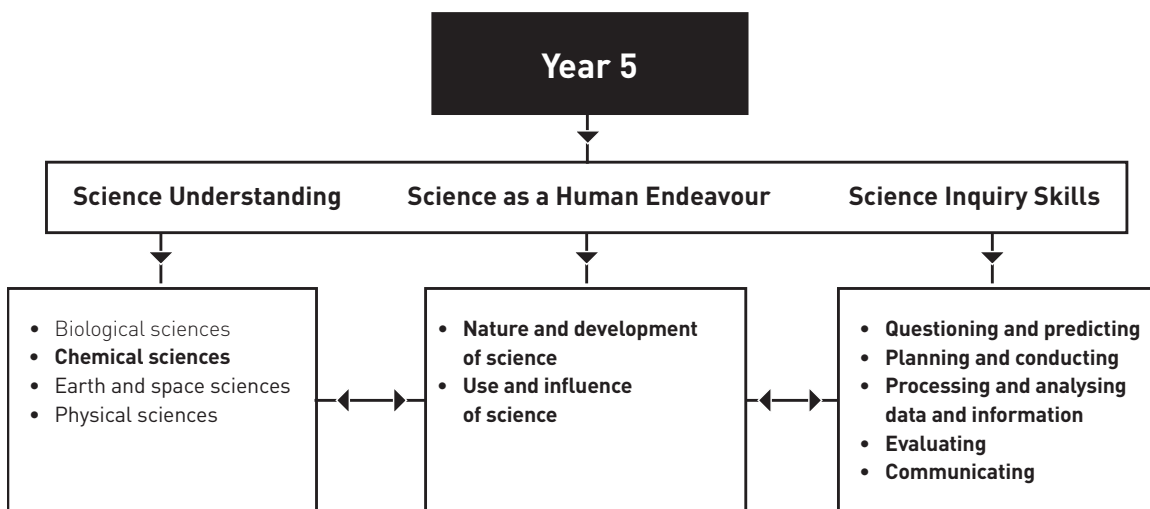 Year 5
Science Understanding Science as a Human Endeavour Science Inquiry Skills
• Biological sciences
• Chemical sciences
• Earth and space sciences
• Physical sciences
• Nature and development
of science
• Use and influence
of science
• Questioning and predicting
• Planning and conducting
• Processing and analysing
data and information
• Evaluating
• Communicating